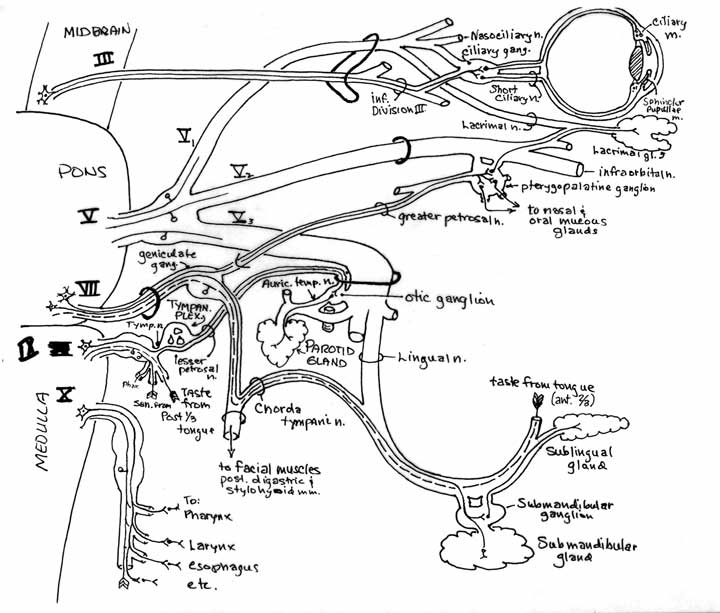 MIDBRAIN
III
Nasociliary n.
ciliary gang.
ciliary
m.
inf.
Division III
Short
Ciliary n.
Sphincter
Pupillae
m.
Lacrimal n.
Lacrimal gl.
V₁
PONS
V₂
infraorbital n.
pterygopalatine ganglion
V
V₃
greater petrosal n.
to nasal &
oral mucous
glands
geniculate
gang.
VII
Auric. temp. n.
otic ganglion
TYMPAN.
PLEX.
Tymp. n.
PAROTID
GLAND
Lingual n.
IX
lesser
petrosal
n.
Phar.
Sen. from
Taste
from
Post 1/3
tongue
taste from tongue
(ant. 2/3)
X
Chorda
tympani n.
MEDULLA
Sublingual
gland
to facial muscles
post. digastric &
stylohyoid mm.
Submandibular
ganglion
To:
Pharynx
Larynx
esophagus
etc.
Submandibular
gland